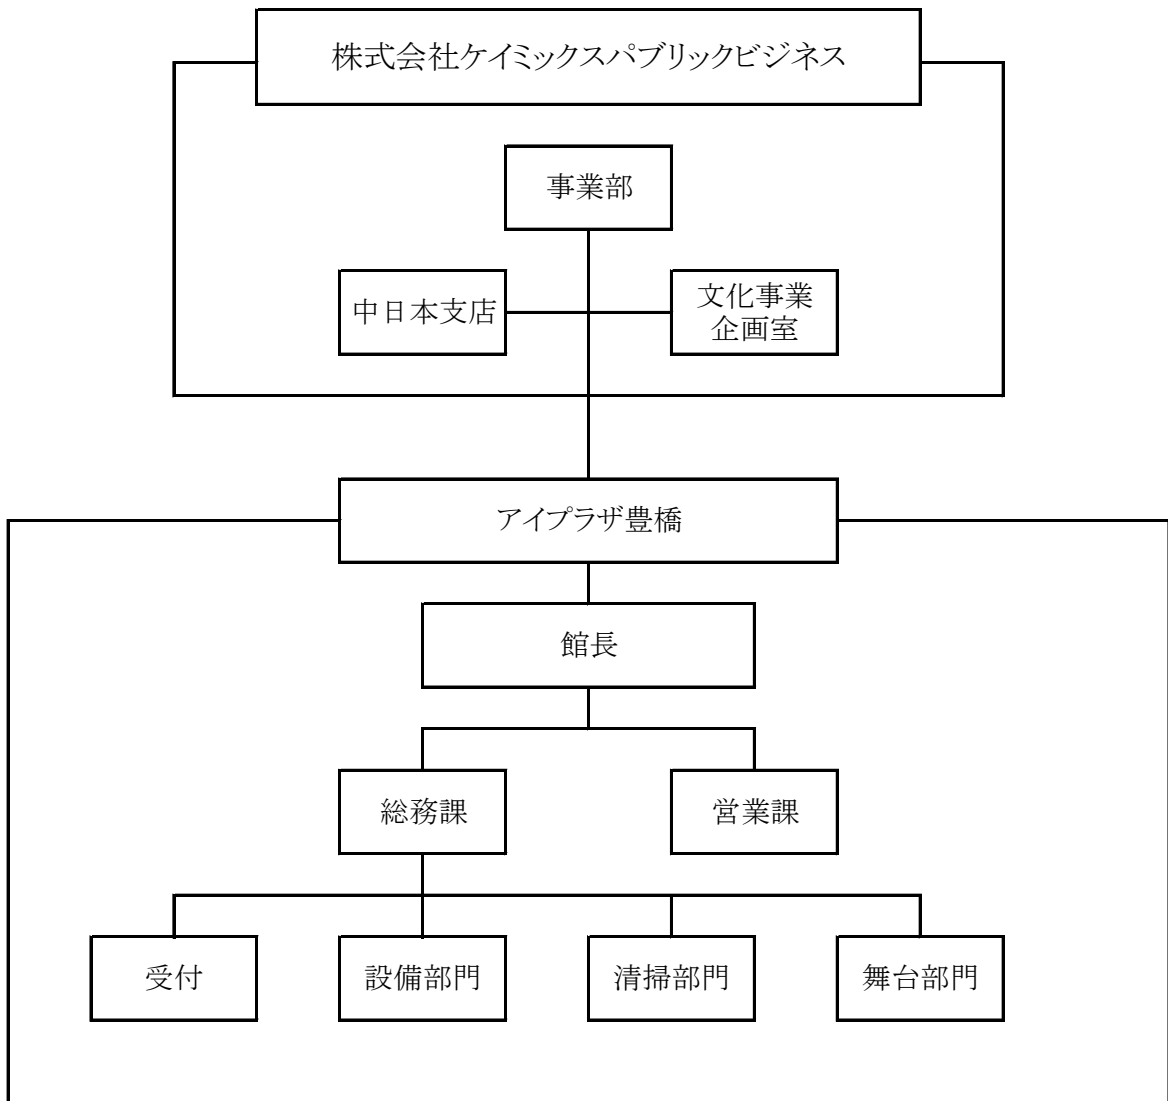 株式会社ケイミックスパブリックビジネス
事業部
中日本支店
文化事業
企画室
アイプラザ豊橋
館長
総務課
営業課
受付
設備部門
清掃部門
舞台部門